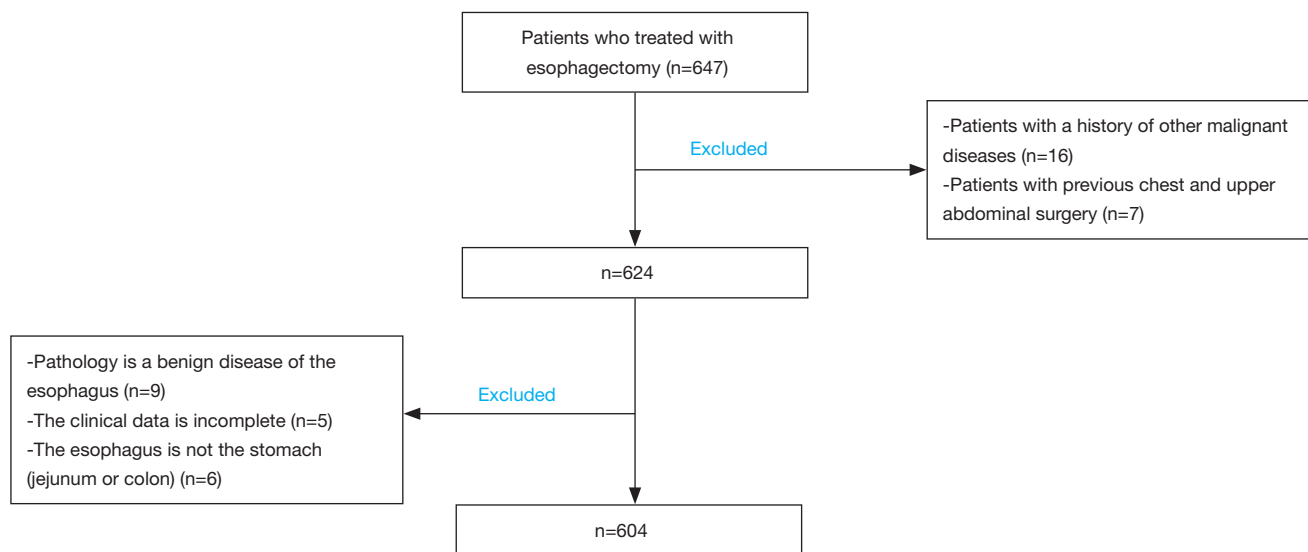 Patients who treated with
esophagectomy (n=647)
Excluded
-Patients with a history of other malignant
diseases (n=16)
-Patients with previous chest and upper
abdominal surgery (n=7)
n=624
-Pathology is a benign disease of the
esophagus (n=9)
-The clinical data is incomplete (n=5)
-The esophagus is not the stomach
(jejunum or colon) (n=6)
Excluded
n=604